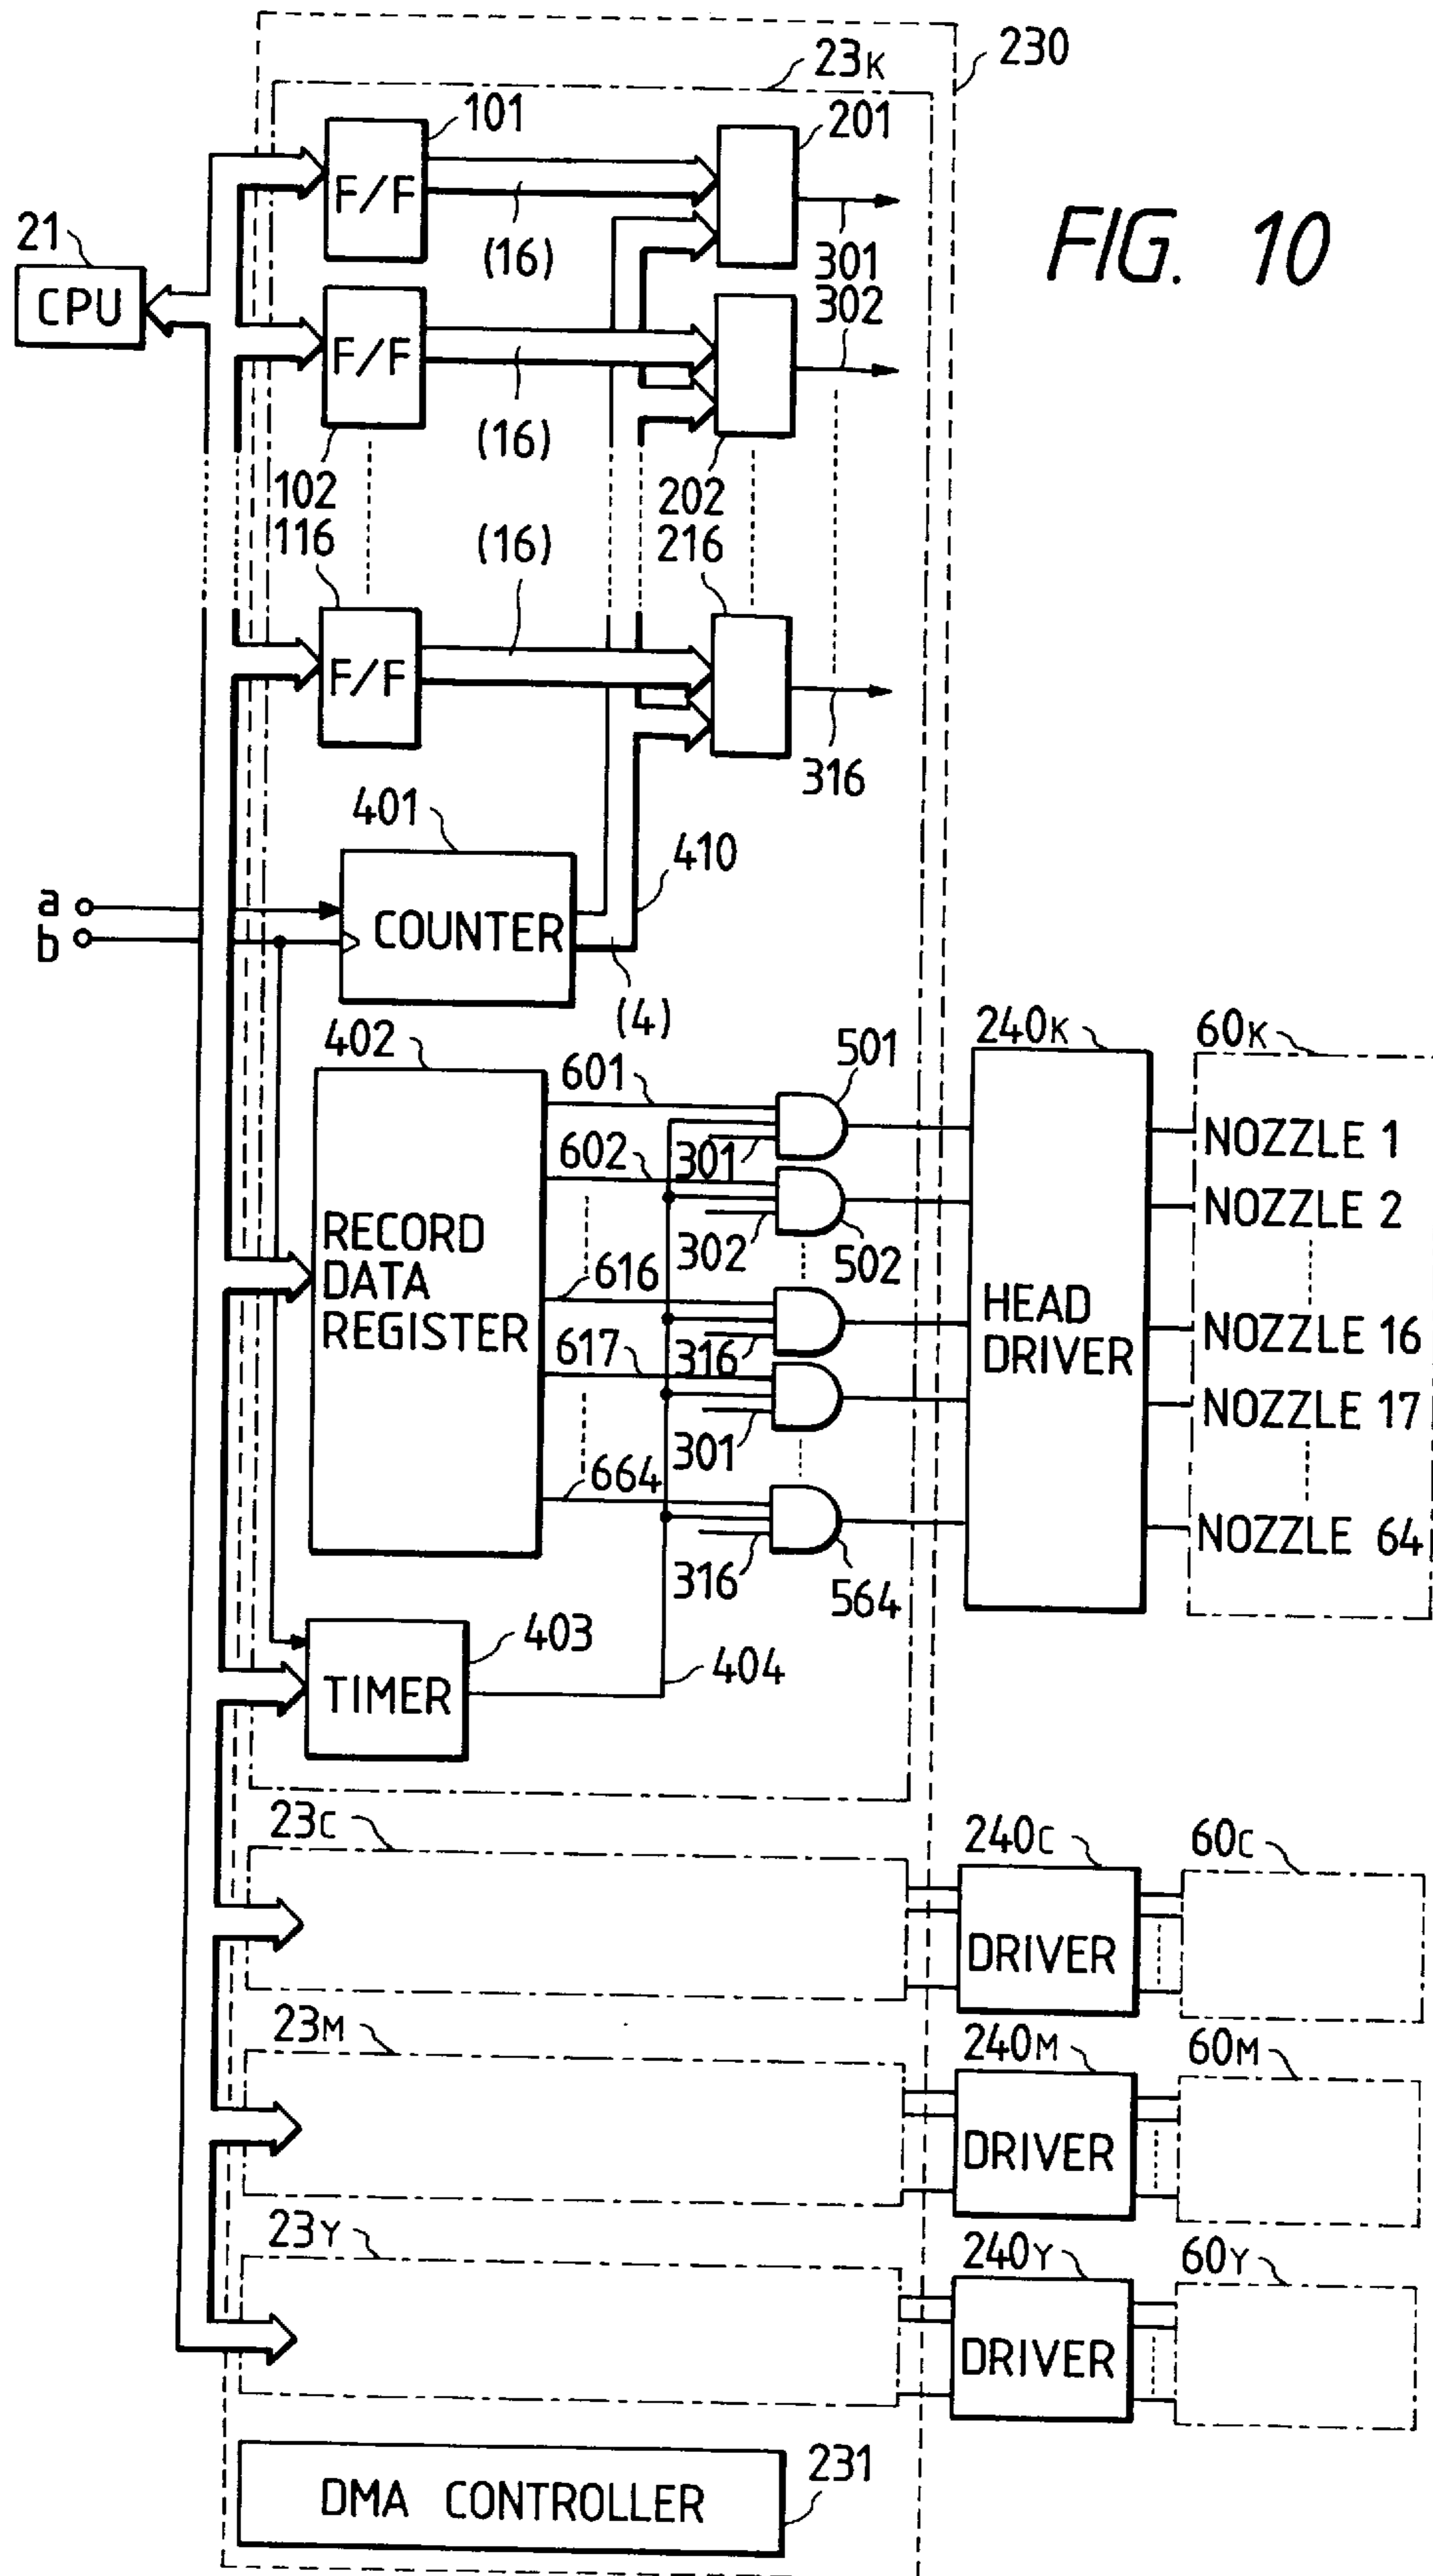 230
23K
101
201
F/F
(16)
301
FIG. 10
21
CPU
302
F/F
(16)
102
202
116
(16)
216
F/F
316
401
410
a
b
COUNTER
(4)
402
601
501
240K
60K
301
NOZZLE 1
602
302
502
NOZZLE 2
RECORD
DATA
REGISTER
616
HEAD
DRIVER
316
NOZZLE 16
617
301
NOZZLE 17
664
316
564
NOZZLE 64
403
TIMER
404
23C
240C
60C
DRIVER
23M
240M
60M
DRIVER
23Y
240Y
60Y
DRIVER
231
DMA CONTROLLER